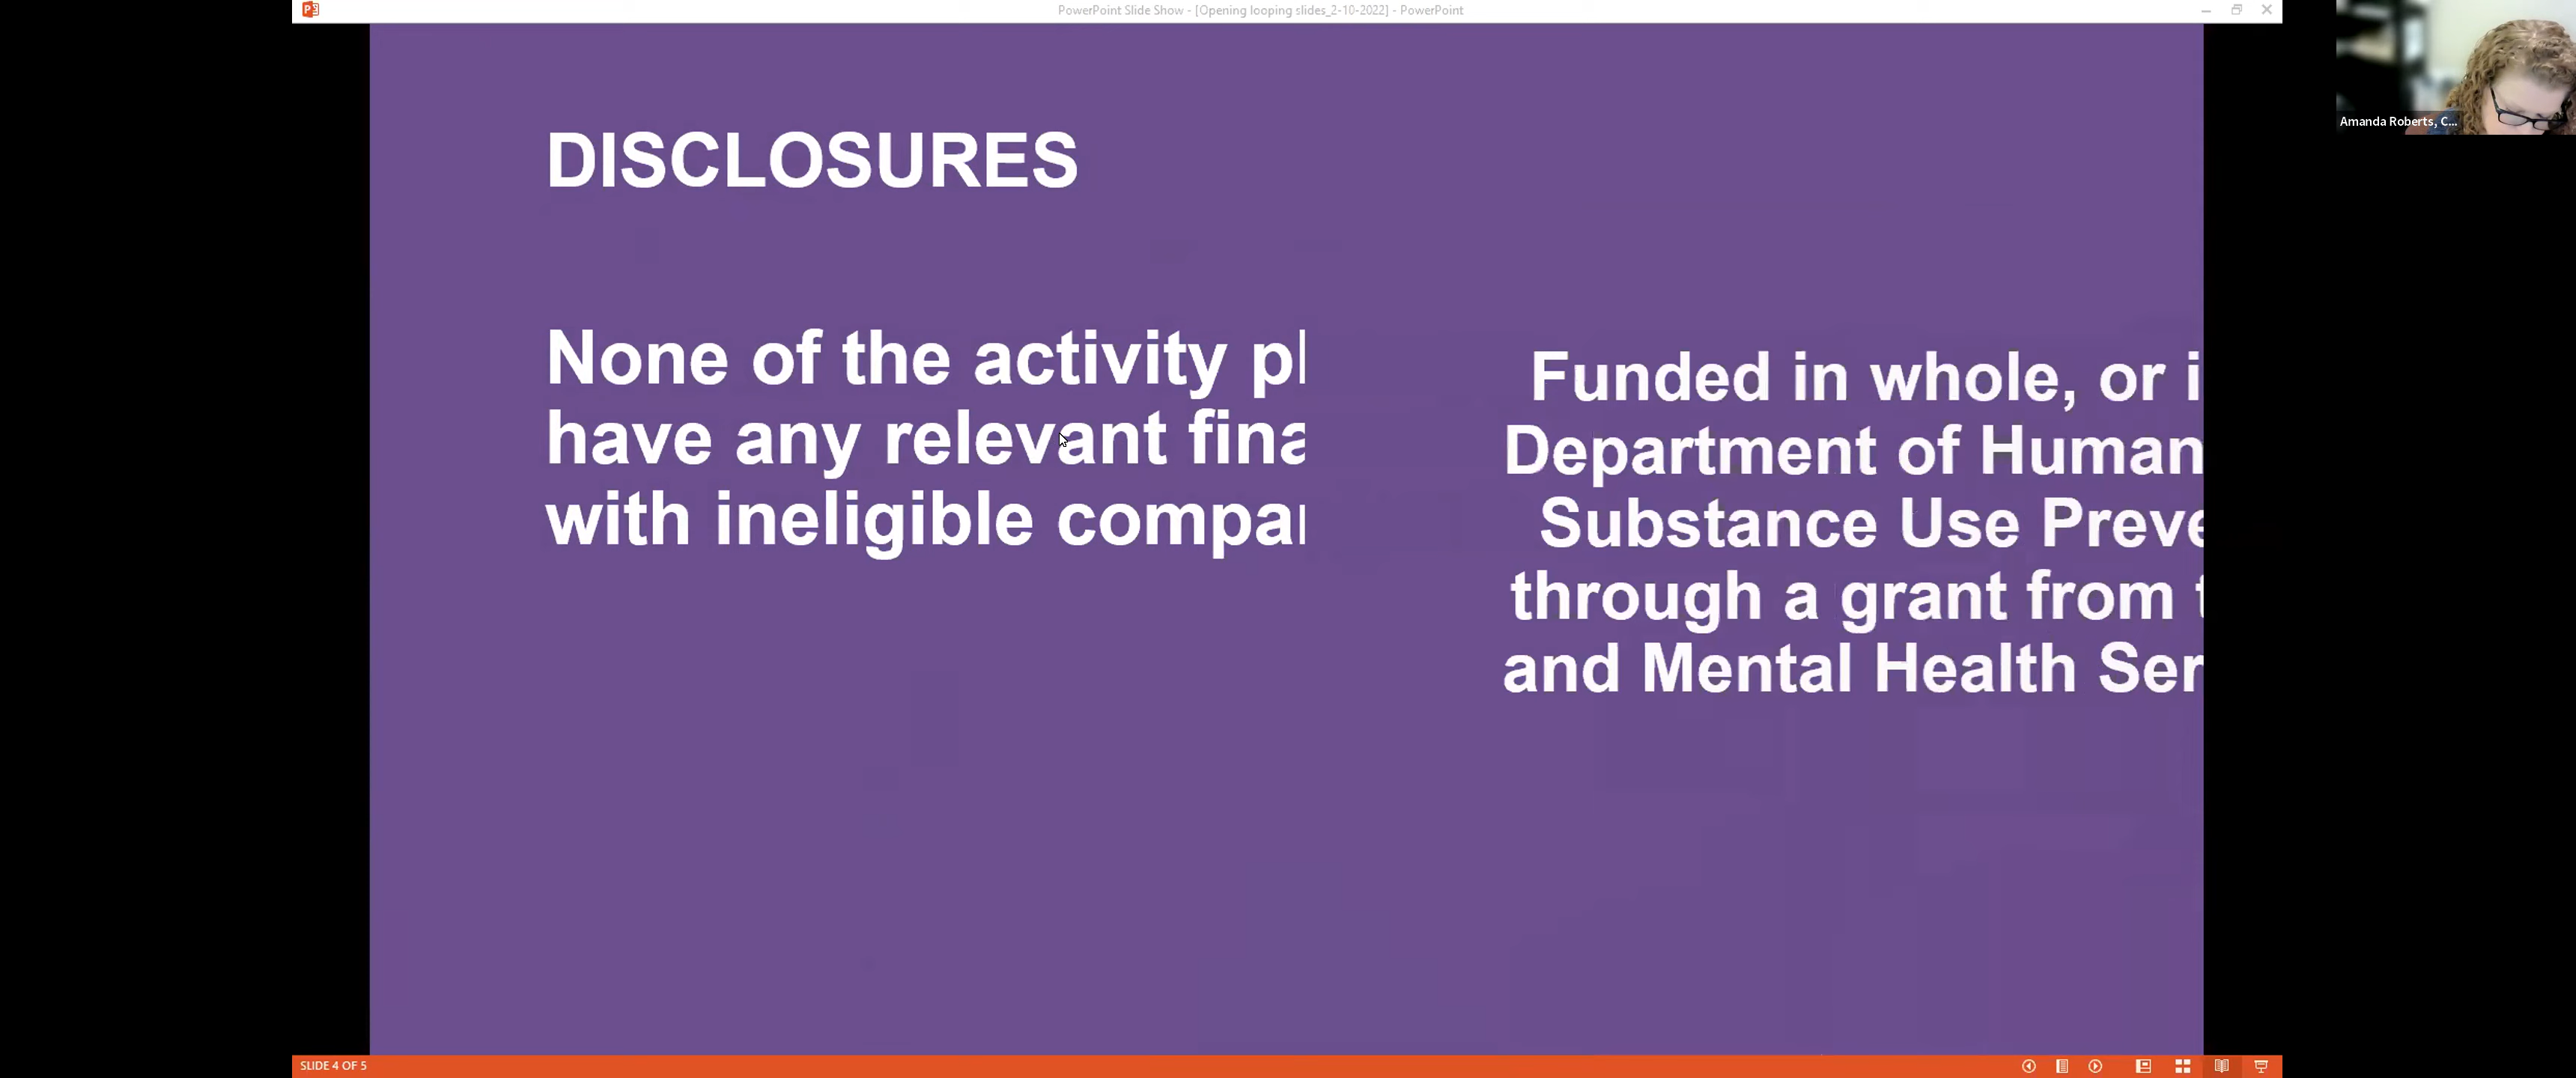 PowerPoint Slide Show - [Opening looping slides_2-10-2022] - PowerPoint
Amanda Roberts, C...
DISCLOSURES
None of the activity pl
have any relevant fina
with ineligible compa
Funded in whole, or i
Department of Human
Substance Use Preve
through a grant from t
and Mental Health Ser
SLIDE 4 OF 5